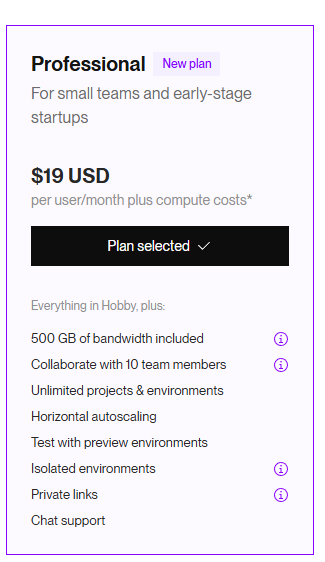 Professional New plan
For small teams and early-stage
startups
$19 USD
per user/month plus compute costs*
Plan selected
Everything in Hobby, plus:
500 GB of bandwidth included
Collaborate with 10 team members
Unlimited projects & environments
Horizontal autoscaling
Test with preview environments
Isolated environments
Private links
Chat support